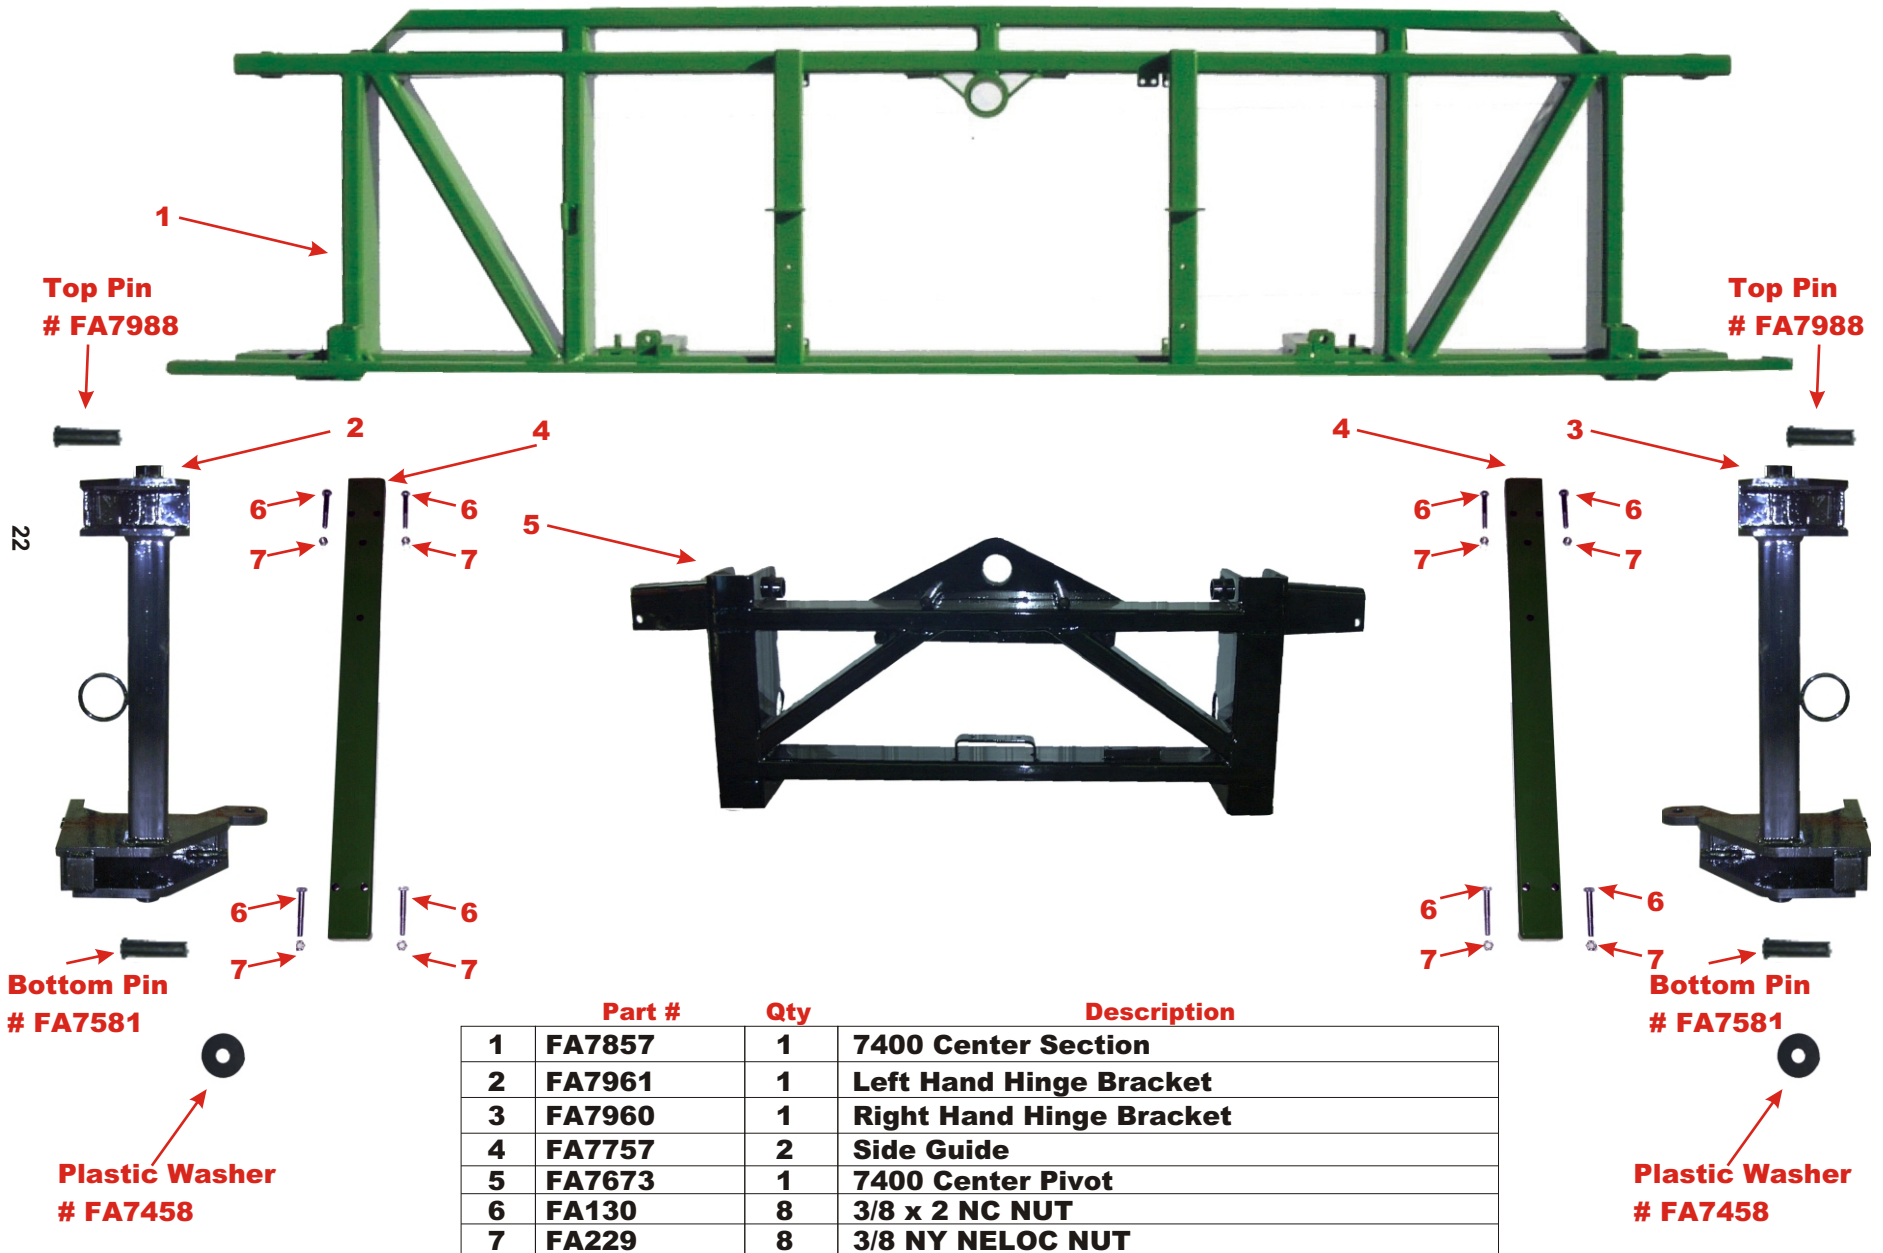 1
Top Pin
# FA7988
Top Pin
# FA7988
2
4
4
3
6
6
6
6
5
7
7
7
7
22
6
6
6
6
7
7
7
7
Bottom Pin
# FA7581
Bottom Pin
# FA7581
Part # Qty Description
1 FA7857 1 7400 Center Section
2 FA7961 1 Left Hand Hinge Bracket
3 FA7960 1 Right Hand Hinge Bracket
4 FA7757 2 Side Guide
5 FA7673 1 7400 Center Pivot
6 FA130 8 3/8 x 2 NC NUT
7 FA229 8 3/8 NY NELOC NUT
Plastic Washer
# FA7458
Plastic Washer
# FA7458